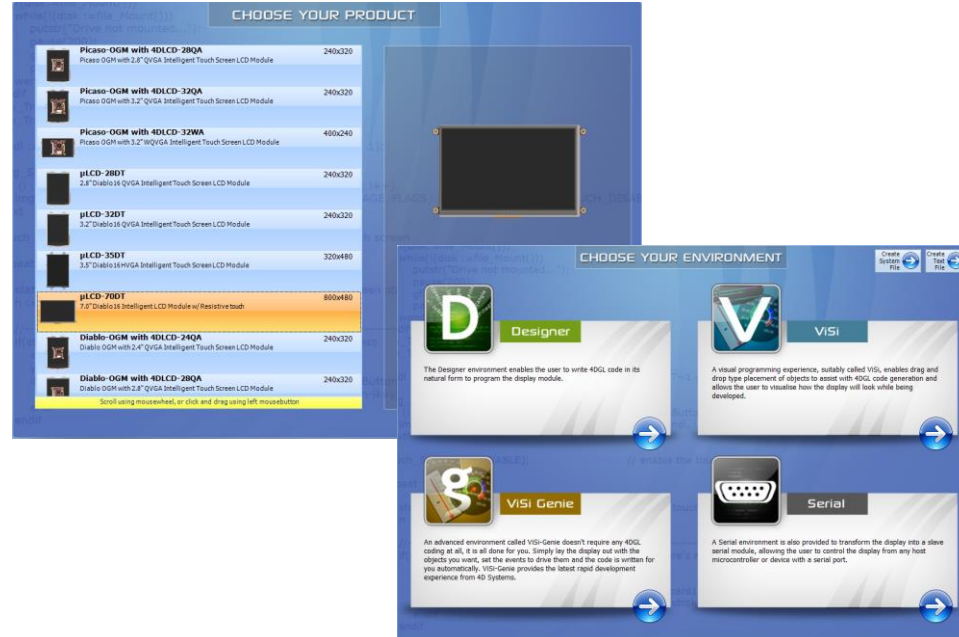 CHOOSE YOUR PRODUCT
Picaso-OGM with 4DLCD-28QA 240x320
Picaso OGM with 2.8" QVGA Intelligent Touch Screen LCD Module
Picaso-OGM with 4DLCD-32QA 240x320
Picaso OGM with 3.2" QVGA Intelligent Touch Screen LCD Module
Picaso-OGM with 4DLCD-32WA 400x240
Picaso OGM with 3.2" WQVGA Intelligent Touch Screen LCD Module
µLCD-28DT 240x320
2.8" Diablo16 QVGA Intelligent Touch Screen LCD Module
µLCD-32DT 240x320
3.2" Diablo16 QVGA Intelligent Touch Screen LCD Module
µLCD-35DT 320x480
3.5" Diablo16 HVGA Intelligent Touch Screen LCD Module
µLCD-70DT 800x480
7.0" Diablo16 Intelligent LCD Module w/ Resistive touch
Diablo-OGM with 4DLCD-24QA 240x320
Diablo OGM with 2.4" QVGA Intelligent Touch Screen LCD Module
Diablo-OGM with 4DLCD-28QA 240x320
Diablo OGM with 2.8" QVGA Intelligent Touch Screen LCD Module
Scroll using mousewheel, or click and drag using left mousebutton
CHOOSE YOUR ENVIRONMENT
Create
System
File
Create
Text
File
Designer
The Designer environment enables the user to write 4DGL code in its
natural form to program the display module.
ViSi
A visual programming experience, suitably called ViSi, enables drag and
drop type placement of objects to assist with 4DGL code generation and
allows the user to visualise how the display will look while being
developed.
ViSi Genie
An advanced environment called ViSi-Genie doesn't require any 4DGL
coding at all, it is all done for you. Simply lay the display out with the
objects you want, set the events to drive them and the code is written for
you automatically. ViSi-Genie provides the latest rapid development
experience from 4D Systems.
Serial
A Serial environment is also provided to transform the display into a slave
serial module, allowing the user to control the display from any host
microcontroller or device with a serial port.